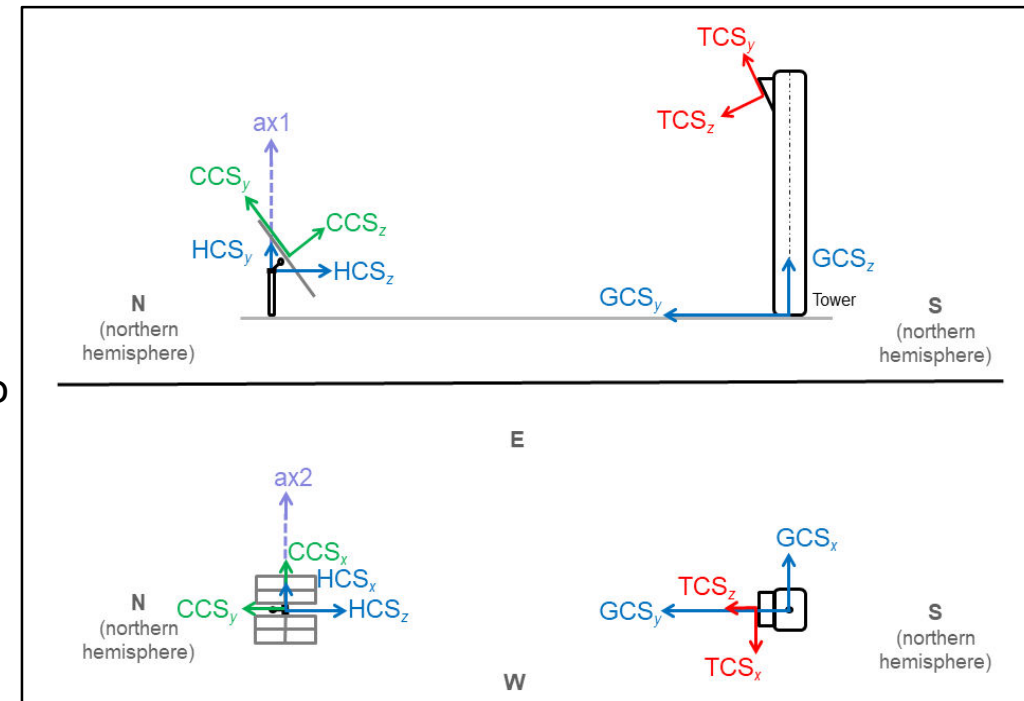 TCSy
TCSz
ax1
CCSy
CCSz
HCSy
HCSz
GCSz
GCSy
Tower
N
(northern
hemisphere)
S
(northern
hemisphere)
E
ax2
CCSx
HCSx
CCSy
HCSz
N
(northern
hemisphere)
GCSx
TCSz
GCSy
TCSx
S
(northern
hemisphere)
W